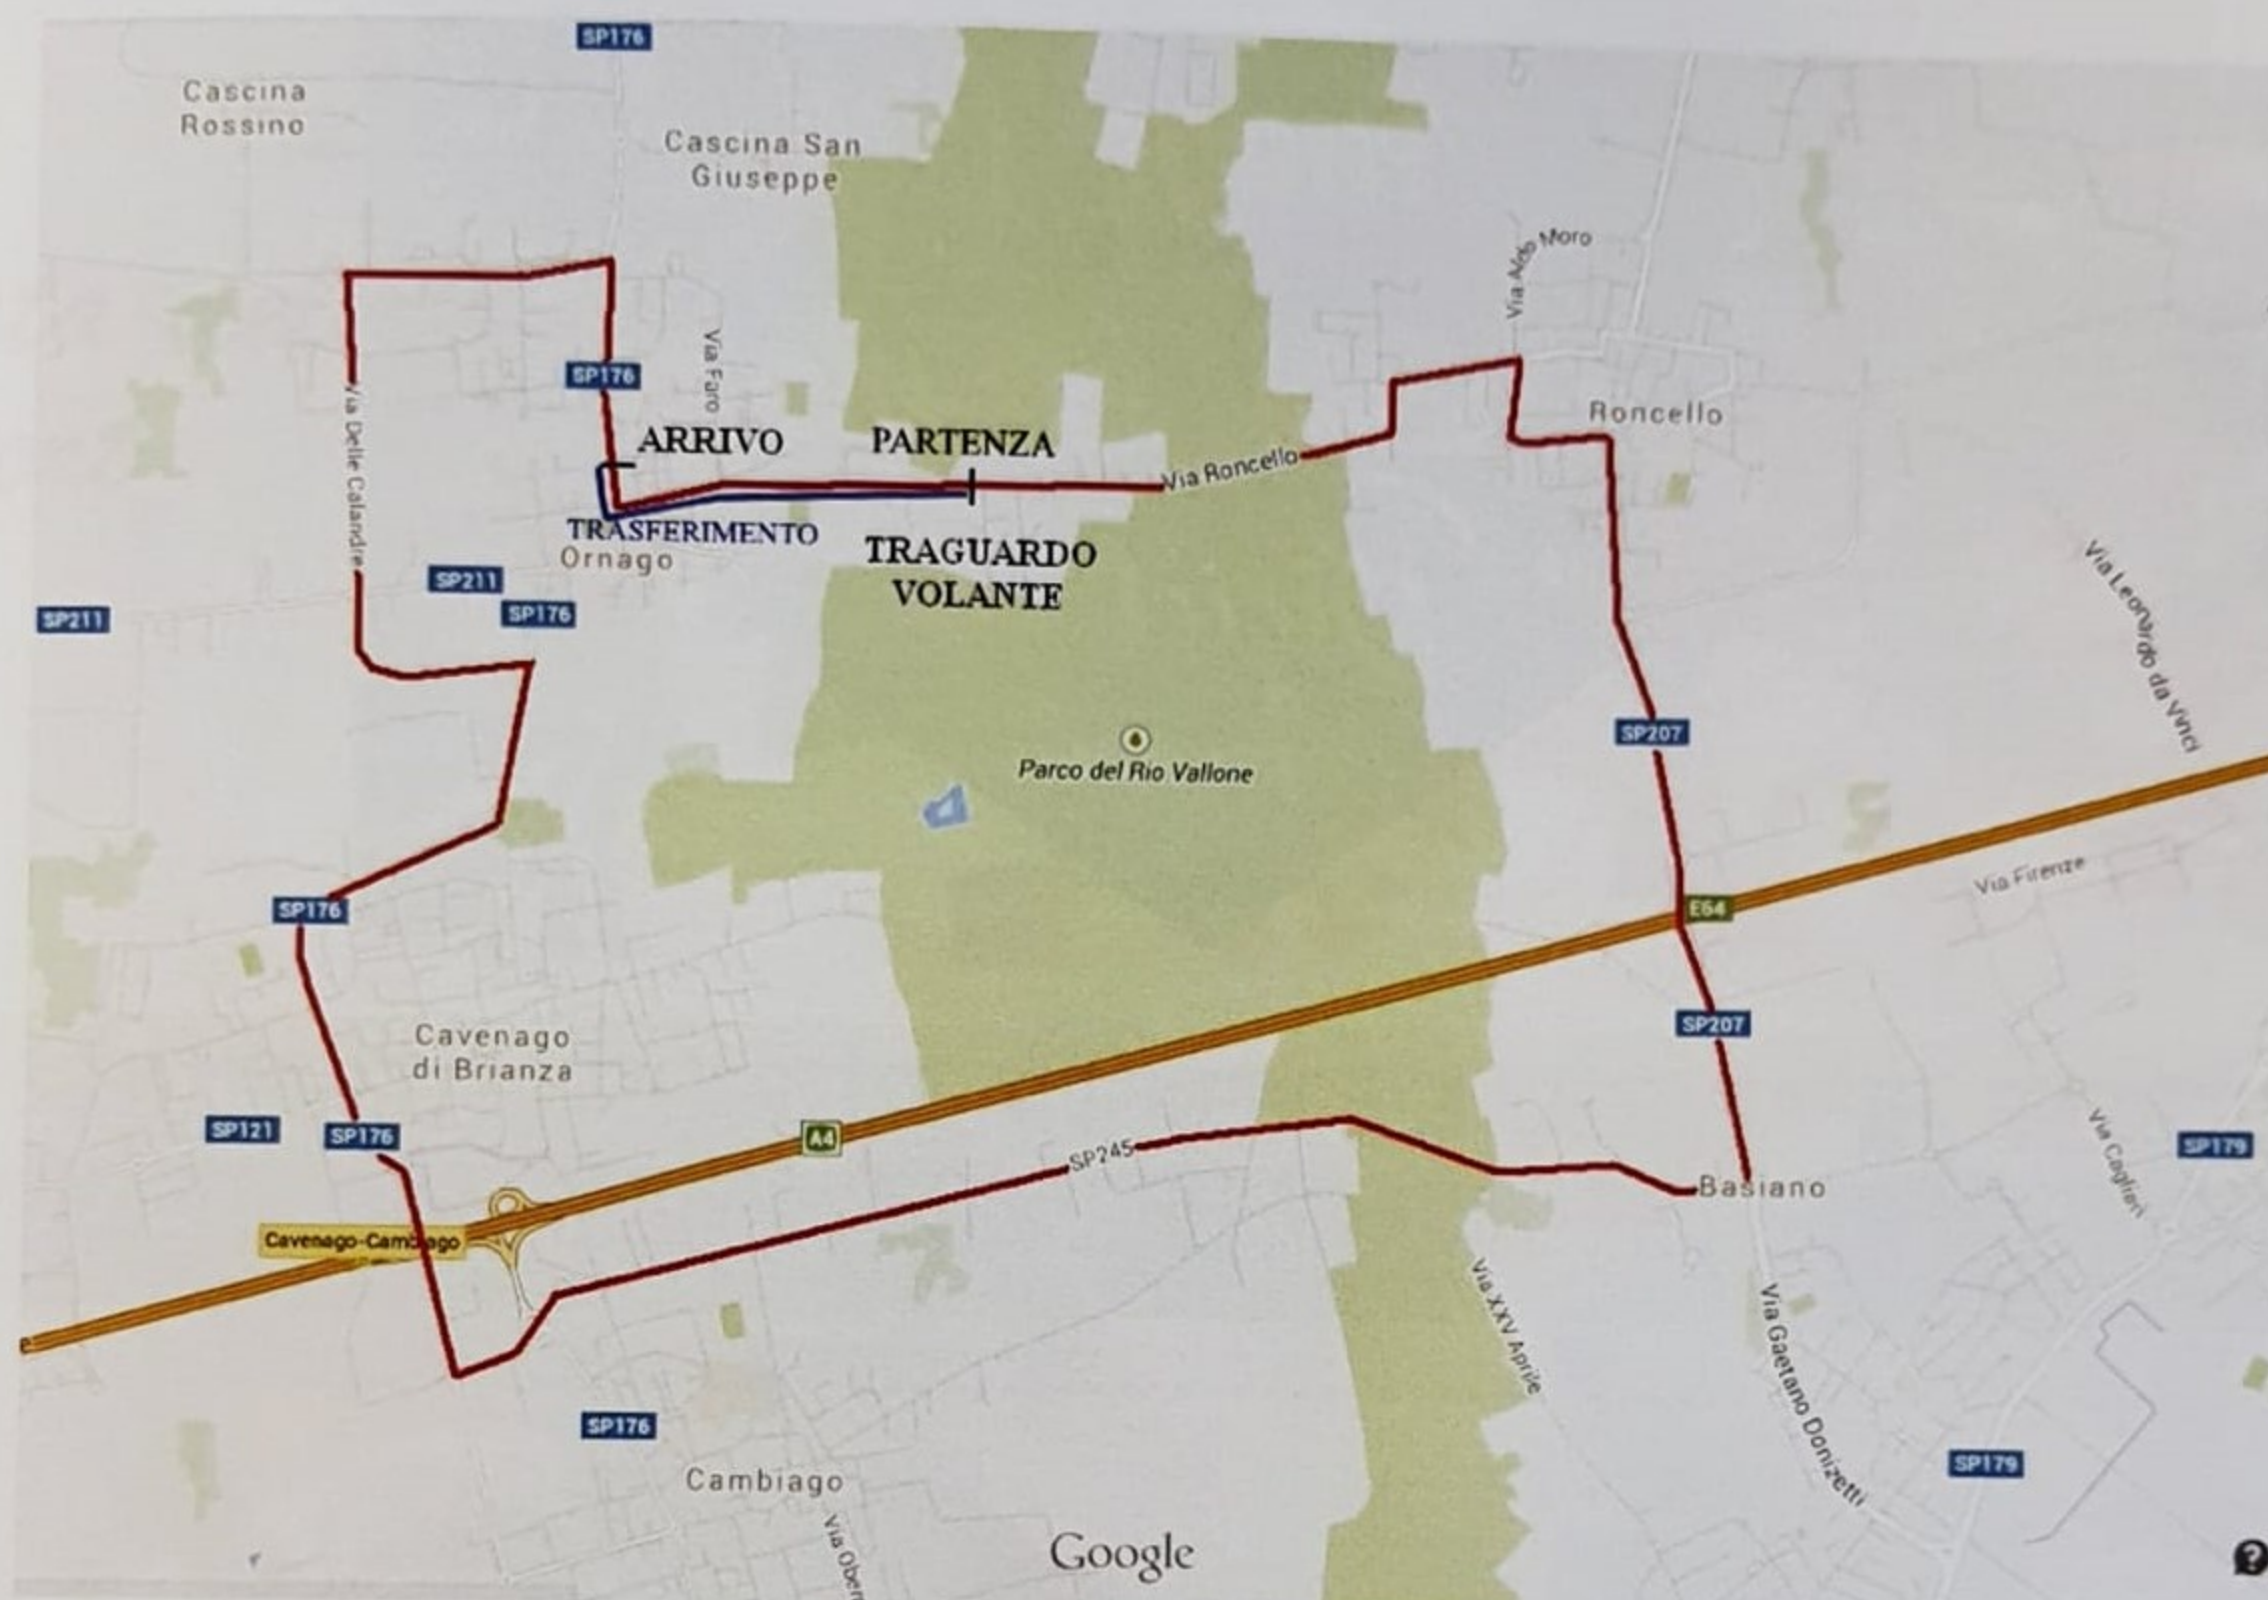 SP176
Cascina
Rossino
Cascina San
Giuseppe
Via Aldo Moro
Via Faro
SP176
Via Delle Calandre
Roncello
ARRIVO
PARTENZA
Via Roncello
TRASFERIMENTO
Ornago
TRAGUARDO
VOLANTE
SP211
SP176
SP211
Via Leonardo da Vinci
SP207
Parco del Rio Vallone
Via Firenze
SP176
E64
SP207
Cavenago
di Brianza
SP121
SP176
A4
SP245
SP179
Via Cagliari
Basiano
Cavenago-Cambiago
Via XXV Aprile
Via Gaetano Donizetti
SP176
SP179
Cambiago
Google
?